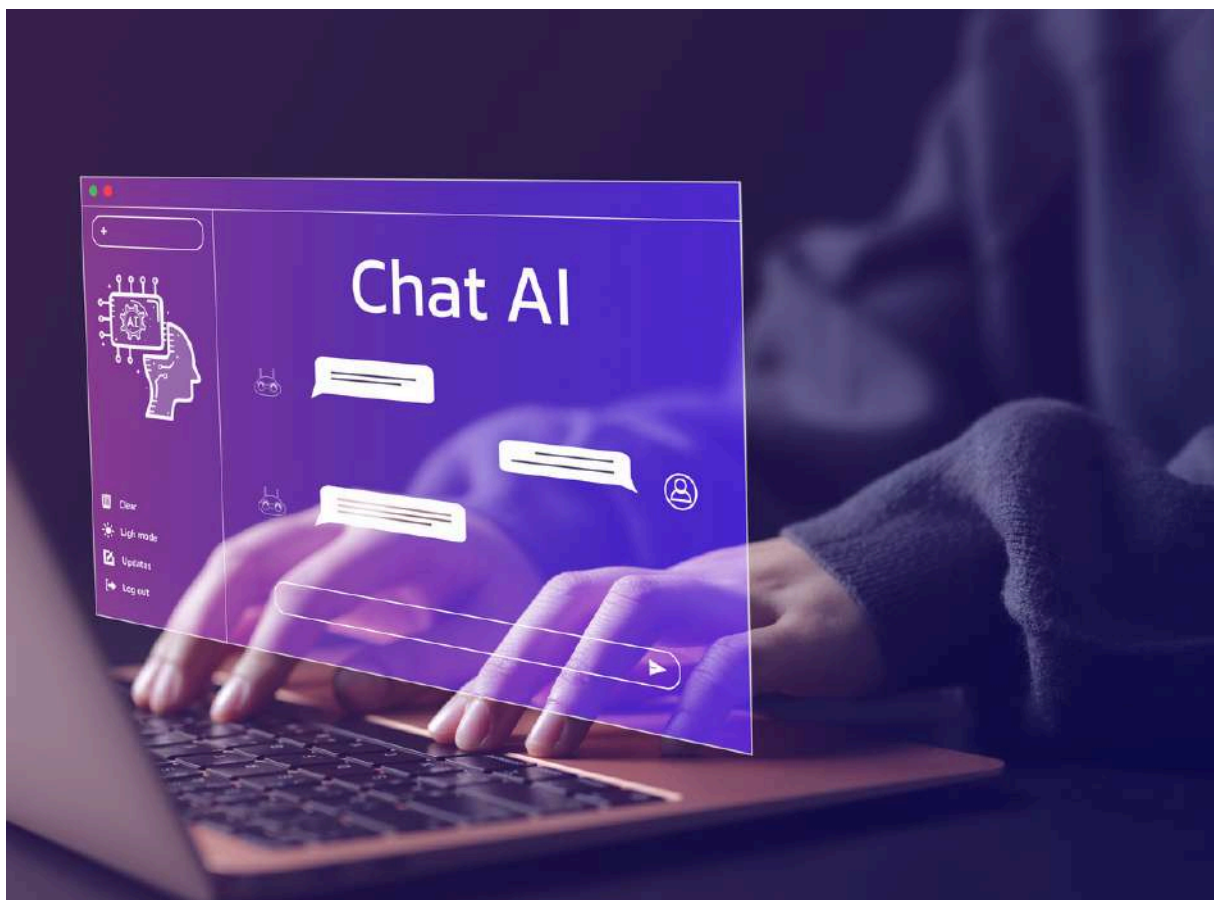 +
Chat AI
AI
Clear
Ligh mode
Updates
Log out